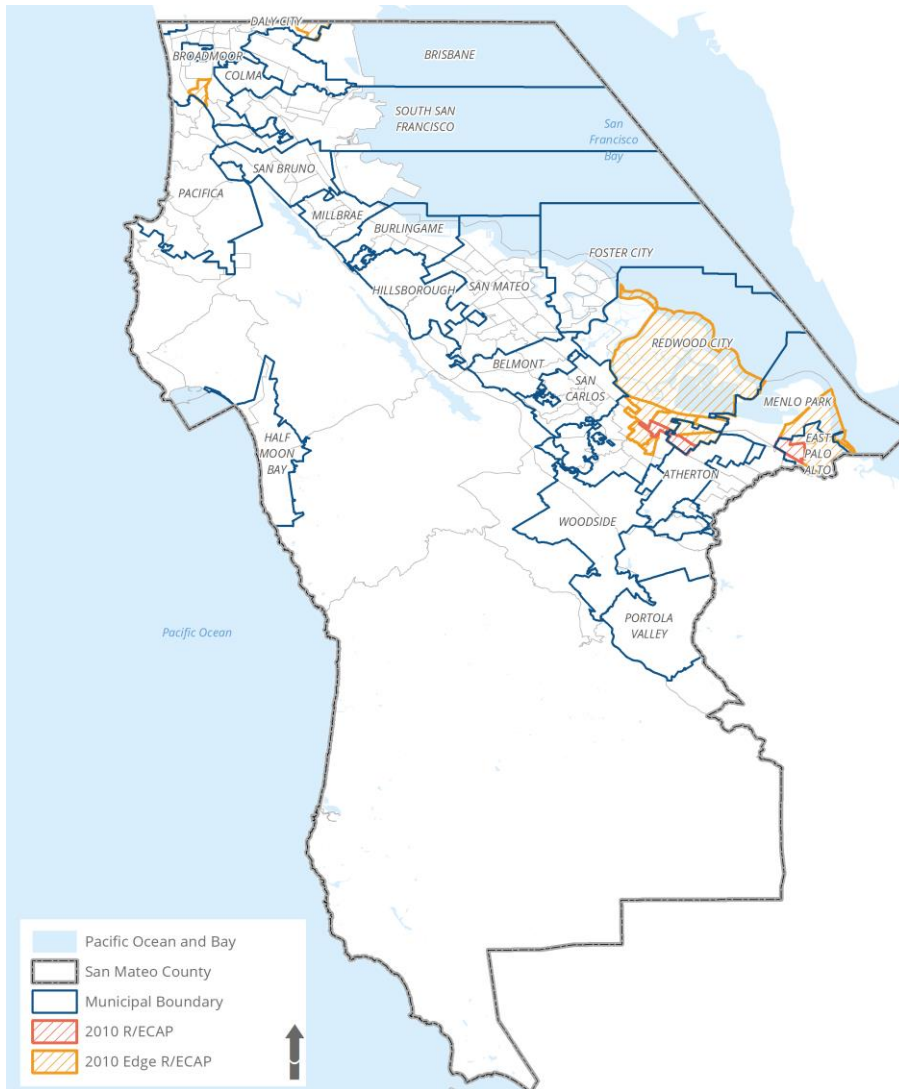 DALY CITY
BROADMOOR
BRISBANE
COLMA
SOUTH SAN
FRANCISCO
San
Francisco
Bay
SAN BRUNO
PACIFICA
MILLBRAE
BURLINGAME
FOSTER CITY
HILLSBOROUGH
SAN MATEO
REDWOOD CITY
BELMONT
SAN
CARLOS
MENLO PARK
HALF
MOON
BAY
EAST
PALO
ALTO
ATHERTON
WOODSIDE
PORTOLA
VALLEY
Pacific Ocean
Pacific Ocean and Bay
San Mateo County
Municipal Boundary
2010 R/ECAP
2010 Edge R/ECAP